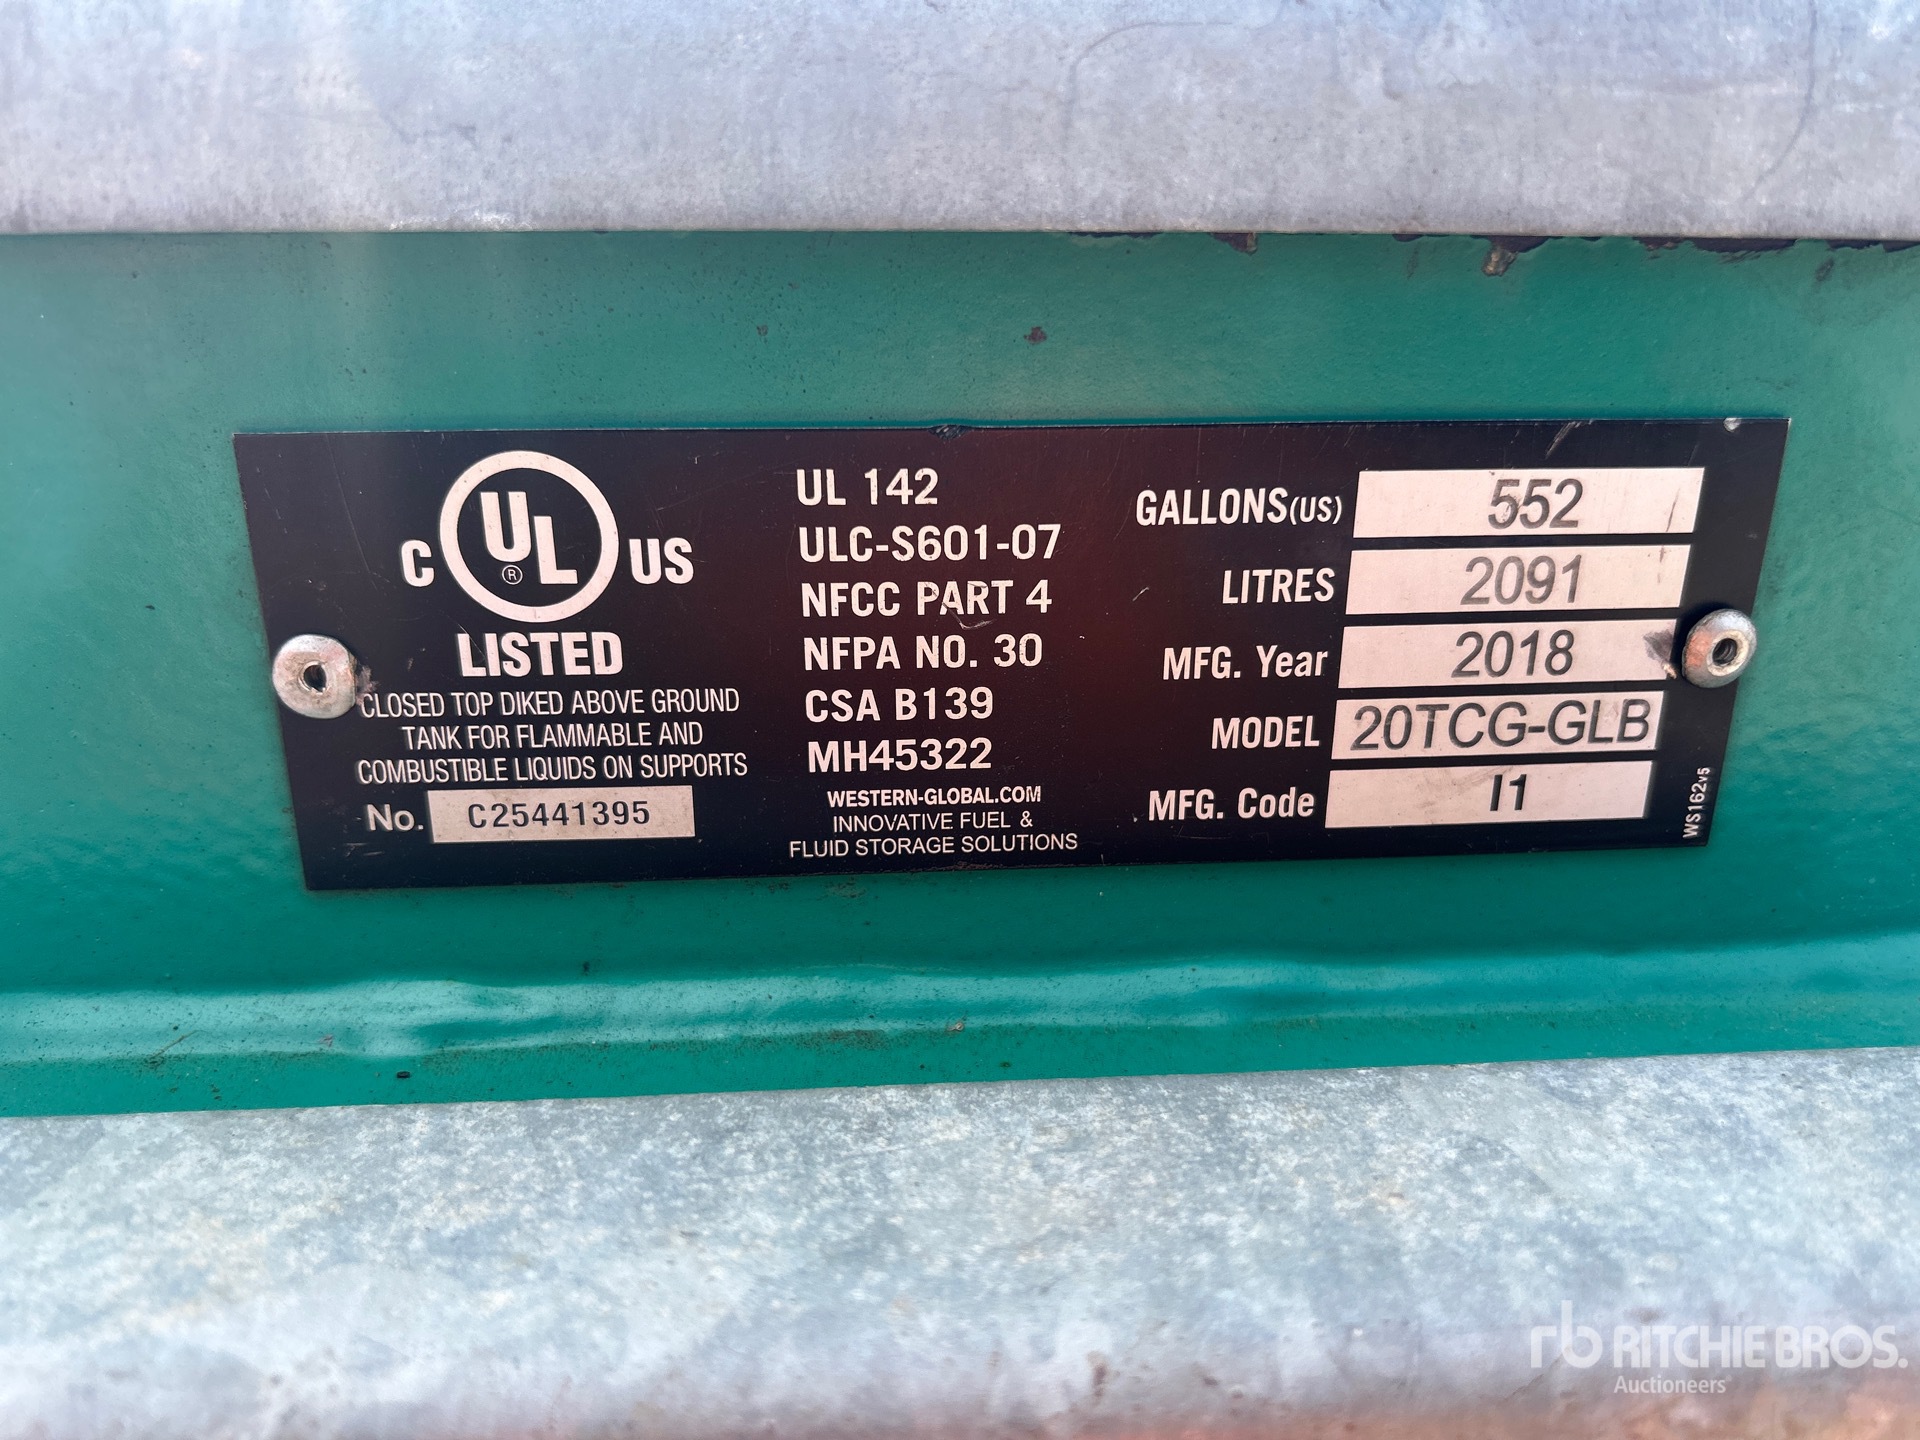 C UL ® US
LISTED
CLOSED TOP DIKED ABOVE GROUND
TANK FOR FLAMMABLE AND
COMBUSTIBLE LIQUIDS ON SUPPORTS
No. C25441395
UL 142
ULC-S601-07
NFCC PART 4
NFPA NO. 30
CSA B139
MH45322
WESTERN-GLOBAL.COM
INNOVATIVE FUEL &
FLUID STORAGE SOLUTIONS
GALLONS(US) 552
LITRES 2091
MFG. Year 2018
MODEL 20TCG-GLB
MFG. Code I1
WS162v5
rb RITCHIE BROS.
Auctioneers